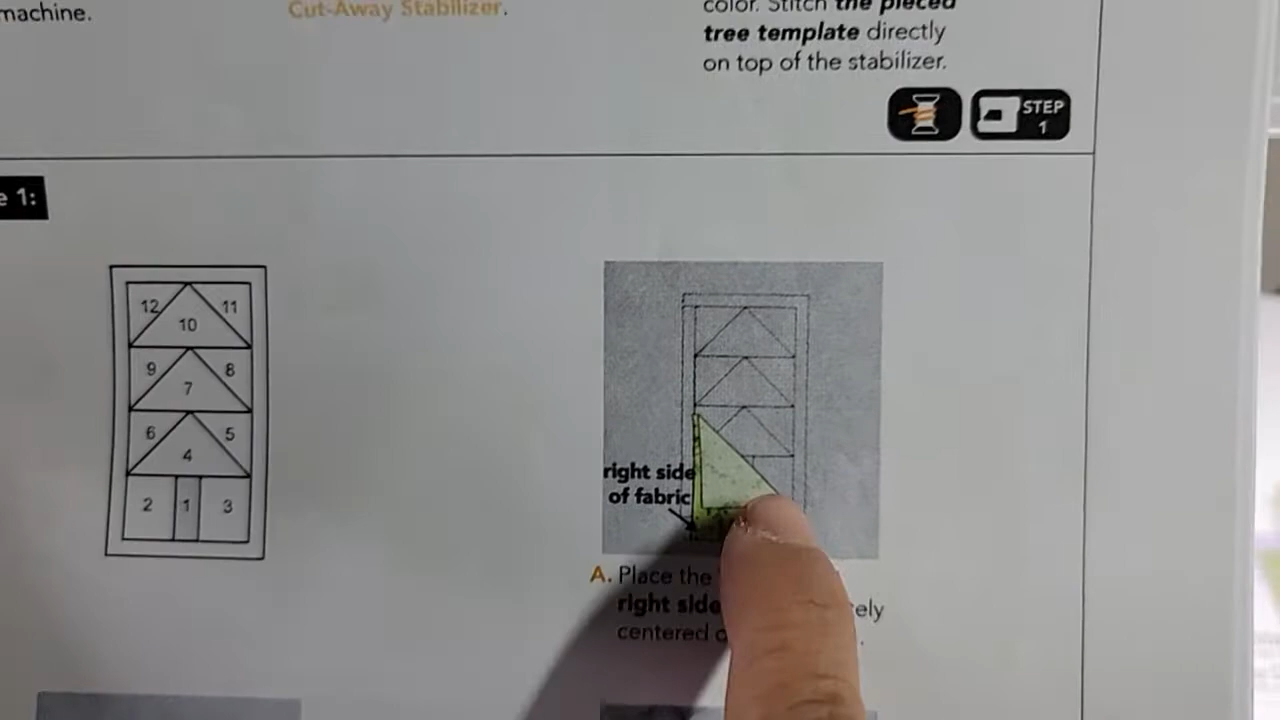 machine.
Cut-Away Stabilizer.
color. Stitch the pieced
tree template directly
on top of the stabilizer.
STEP
1
e 1:
12 11
10
9 8
7
6 5
4
2 1 3
right side
of fabric
A. Place the
right side
centered